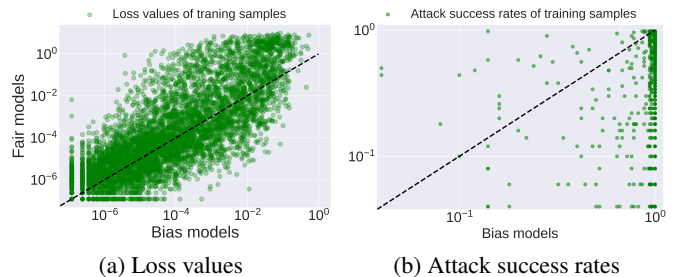 Loss values of traning samples
Fair models
10^0
10^-2
10^-4
10^-6
10^-6 10^-4 10^-2 10^0
Bias models
(a) Loss values
Attack success rates of training samples
10^0
10^-1
10^-1 10^0
Bias models
(b) Attack success rates